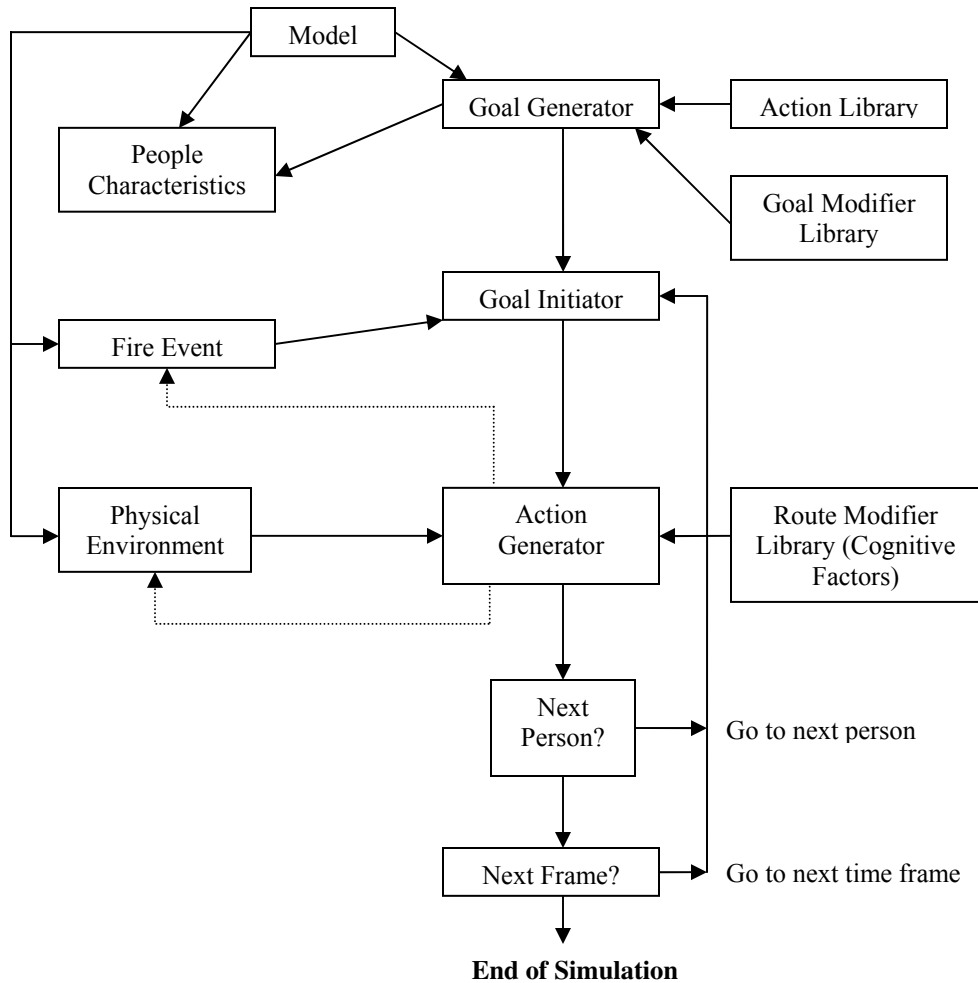 Model
Goal Generator
Action Library
People
Characteristics
Goal Modifier
Library
Goal Initiator
Fire Event
Physical
Environment
Action
Generator
Route Modifier
Library (Cognitive
Factors)
Next
Person?
Go to next person
Next Frame?
Go to next time frame
End of Simulation